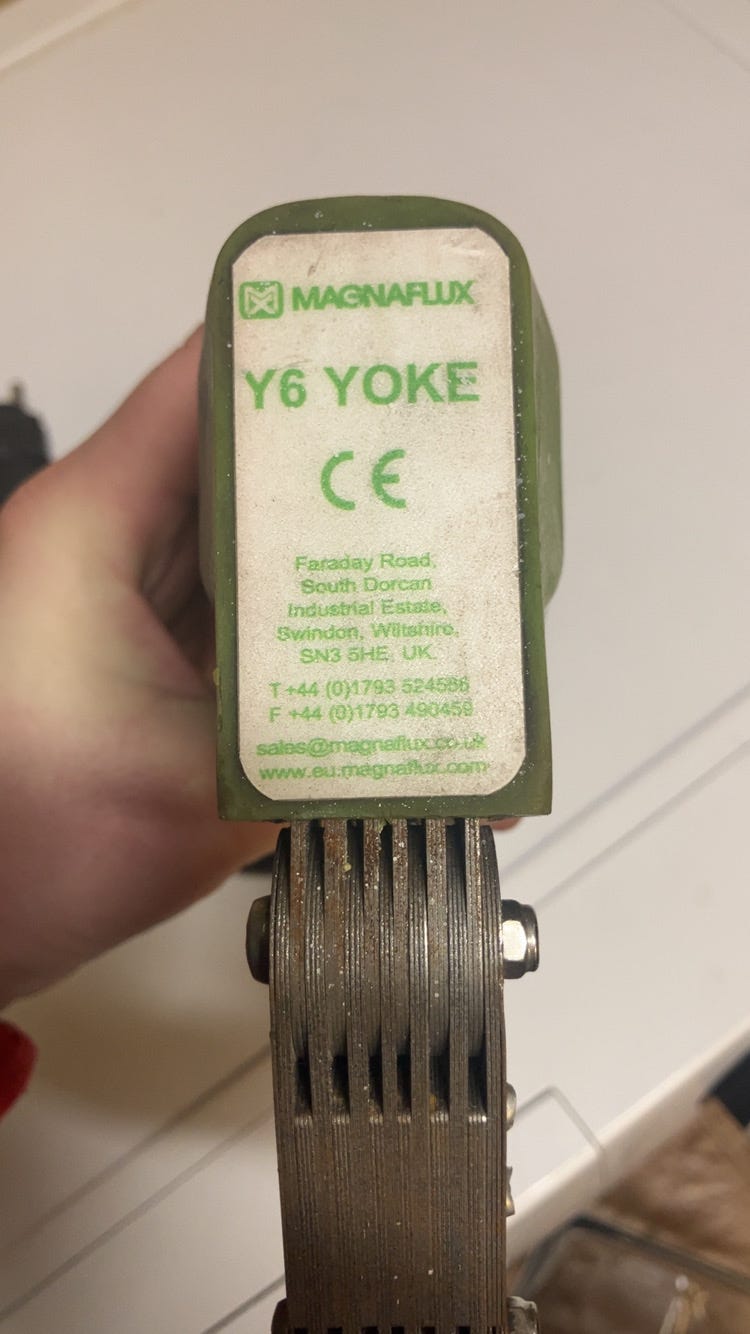 MAGNAFLUX
Y6 YOKE
CE
Faraday Road,
South Dorcan
Industrial Estate,
Swindon, Wiltshire,
SN3 5HE, UK.
T +44 (0)1793 524566
F +44 (0)1793 490459
sales@magnaflux.co.uk
www.eu.magnaflux.com